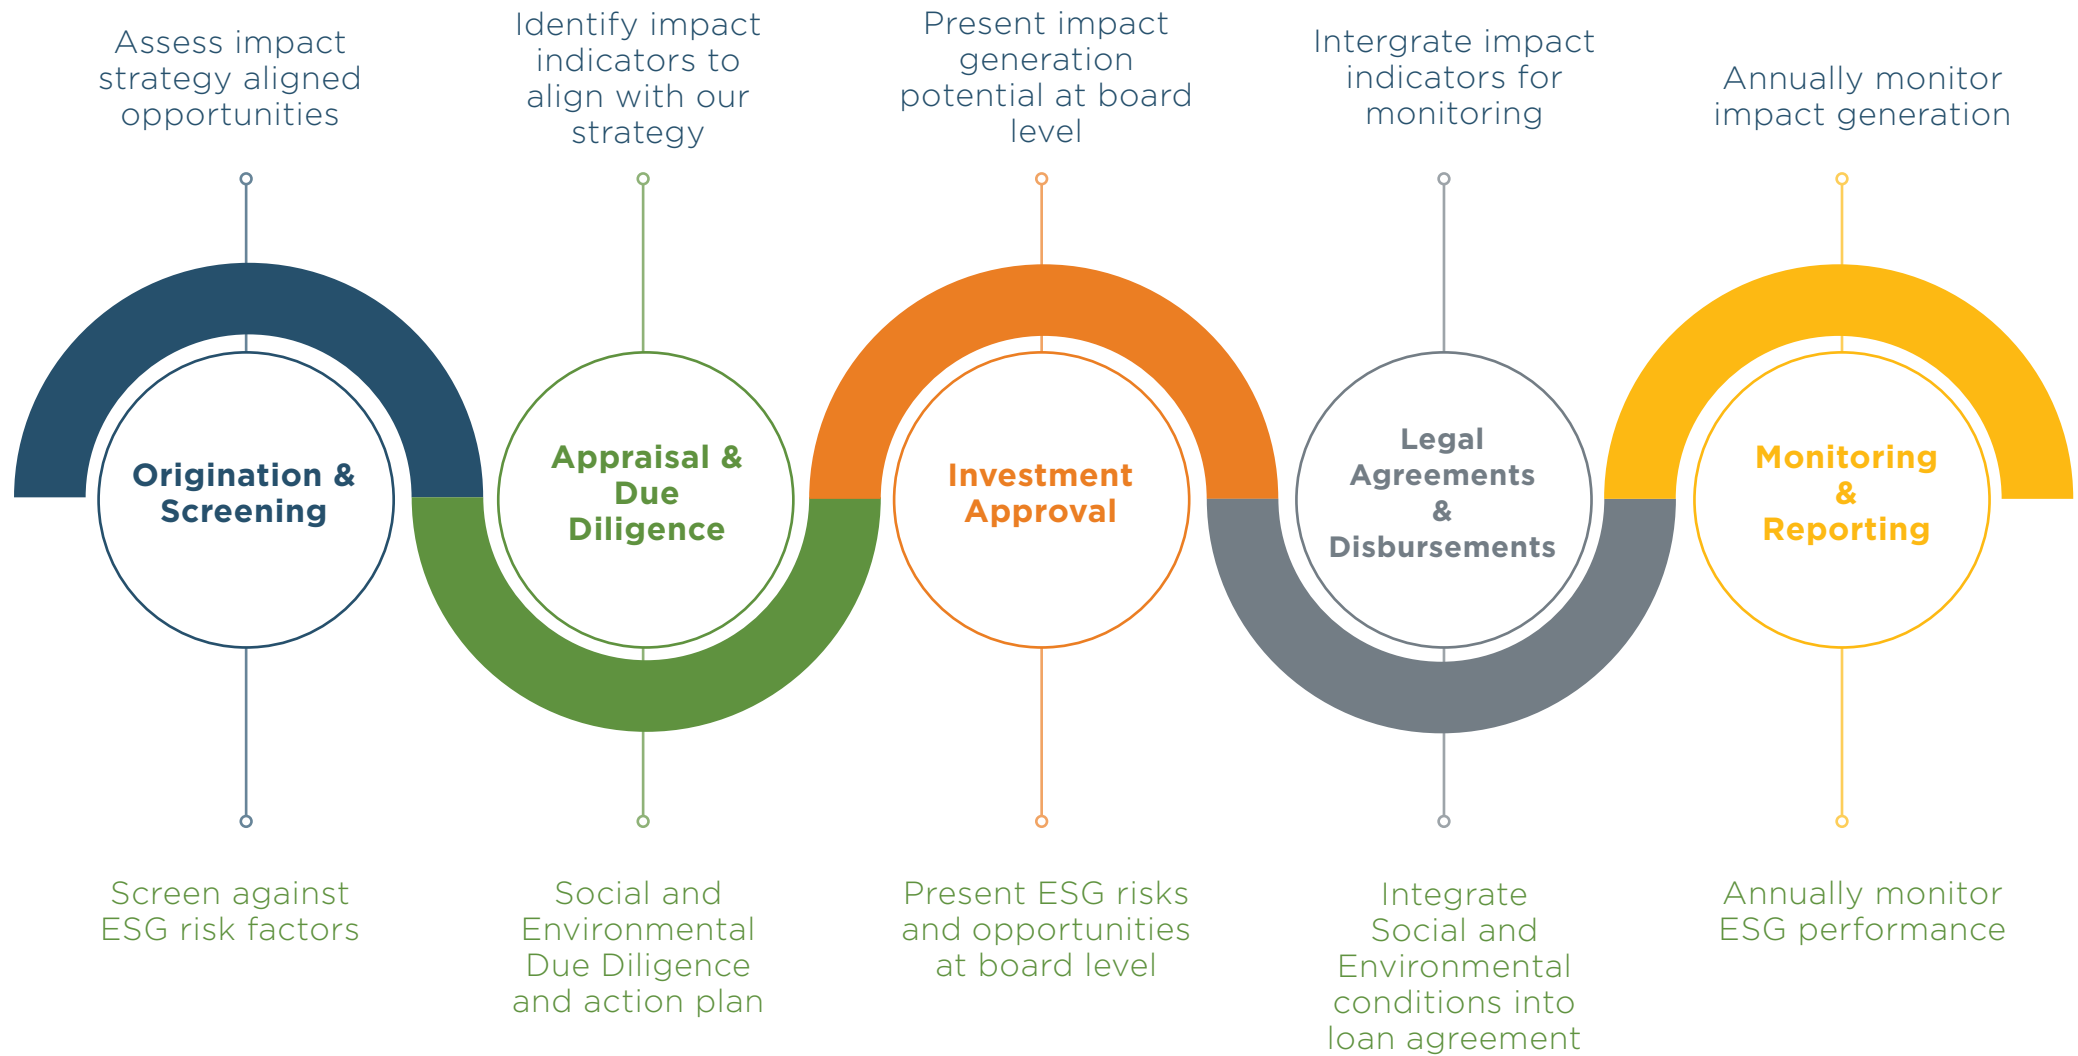 Assess impact
strategy aligned
opportunities
Identify impact
indicators to
align with our
strategy
Present impact
generation
potential at board
level
Intergrate impact
indicators for
monitoring
Annually monitor
impact generation
Origination &
Screening
Appraisal &
Due
Diligence
Investment
Approval
Legal
Agreements
&
Disbursements
Monitoring
&
Reporting
Screen against
ESG risk factors
Social and
Environmental
Due Diligence
and action plan
Present ESG risks
and opportunities
at board level
Integrate
Social and
Environmental
conditions into
loan agreement
Annually monitor
ESG performance